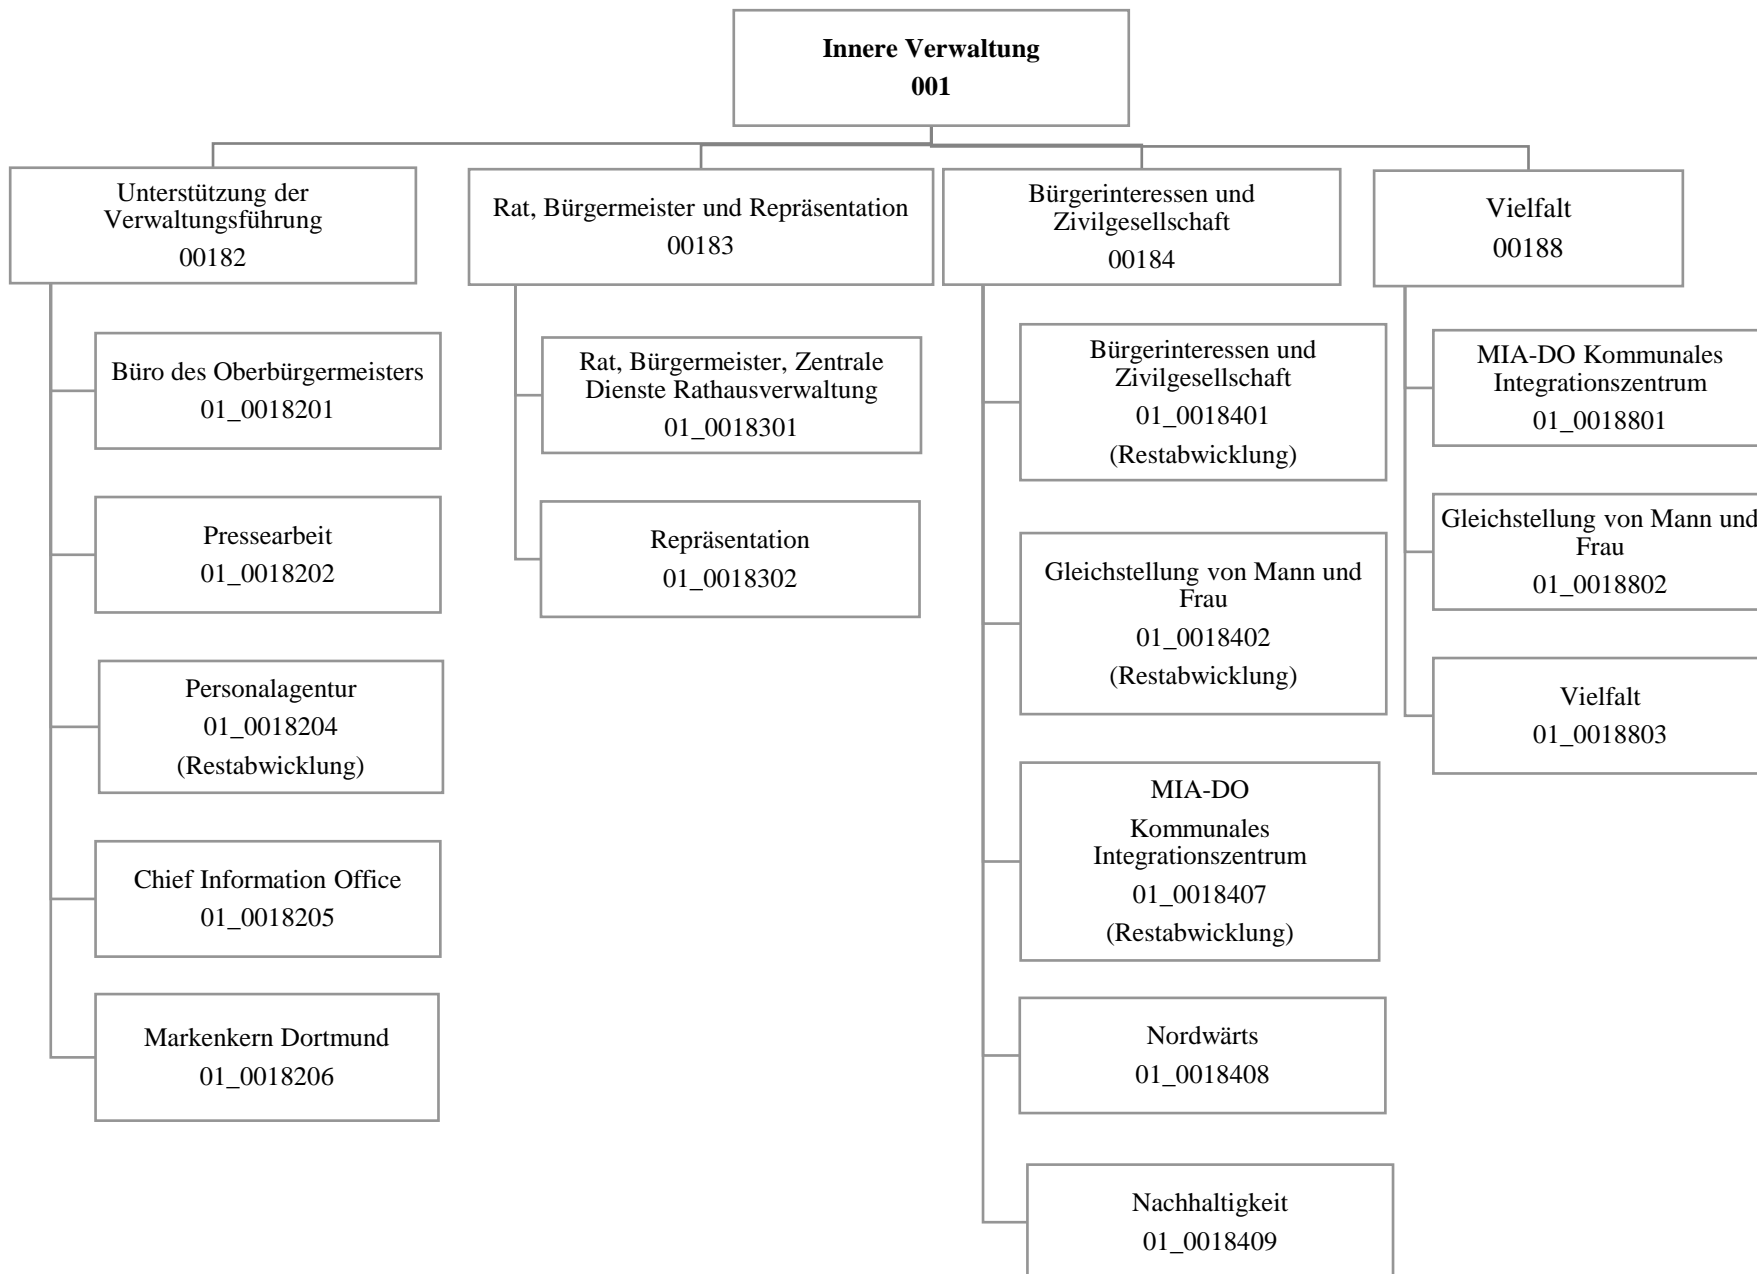 Innere Verwaltung
001
Unterstützung der
Verwaltungsführung
00182
Büro des Oberbürgermeisters
01_0018201
Pressearbeit
01_0018202
Personalagentur
01_0018204
(Restabwicklung)
Chief Information Office
01_0018205
Markenkern Dortmund
01_0018206
Rat, Bürgermeister und Repräsentation
00183
Rat, Bürgermeister, Zentrale
Dienste Rathausverwaltung
01_0018301
Repräsentation
01_0018302
Bürgerinteressen und
Zivilgesellschaft
00184
Bürgerinteressen und
Zivilgesellschaft
01_0018401
(Restabwicklung)
Gleichstellung von Mann und
Frau
01_0018402
(Restabwicklung)
MIA-DO
Kommunales
Integrationszentrum
01_0018407
(Restabwicklung)
Nordwärts
01_0018408
Nachhaltigkeit
01_0018409
Vielfalt
00188
MIA-DO Kommunales
Integrationszentrum
01_0018801
Gleichstellung von Mann und
Frau
01_0018802
Vielfalt
01_0018803